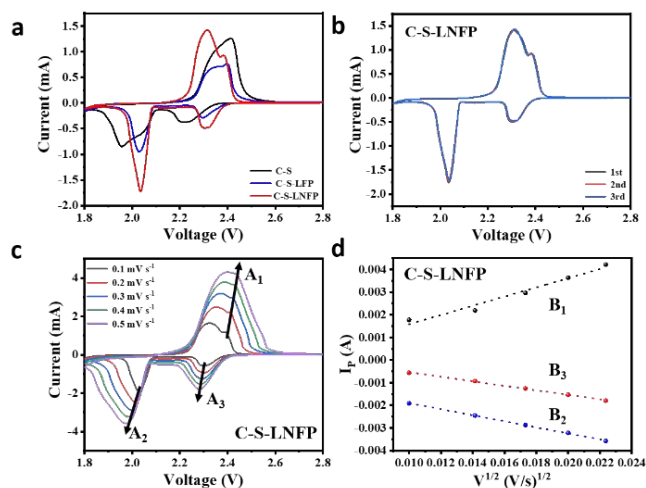 a
1.5
1.0
0.5
0.0
-0.5
-1.0
-1.5
-2.0
Current (mA)
C-S
C-S-LFP
C-S-LNFP
1.8 2.0 2.2 2.4 2.6 2.8
Voltage (V)
b
C-S-LNFP
1.5
1.0
0.5
0.0
-0.5
-1.0
-1.5
-2.0
Current (mA)
1st
2nd
3rd
1.8 2.0 2.2 2.4 2.6 2.8
Voltage (V)
c
0.1 mV s-1
0.2 mV s-1
0.3 mV s-1
0.4 mV s-1
0.5 mV s-1
A1
A2
A3
4
2
0
-2
-4
Current (mA)
C-S-LNFP
1.8 2.0 2.2 2.4 2.6 2.8
Voltage (V)
d
C-S-LNFP
0.004
0.003
0.002
0.001
0.000
-0.001
-0.002
-0.003
-0.004
IP (A)
B1
B3
B2
0.010 0.012 0.014 0.016 0.018 0.020 0.022 0.024
V1/2 (V/s)1/2